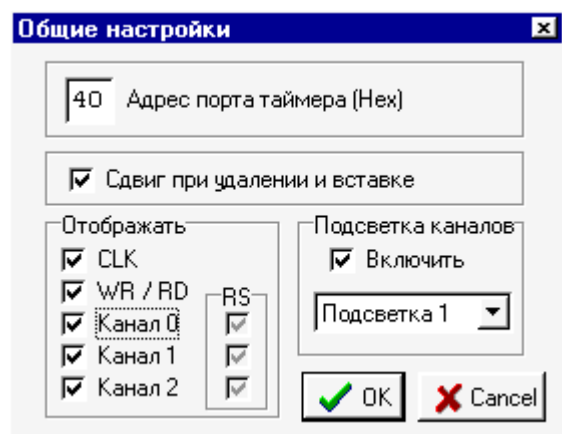 Общие настройки
40 Адрес порта таймера (Hex)
Сдвиг при удалении и вставке
Отображать
CLK
WR / RD
RS
Канал 0
Канал 1
Канал 2
Подсветка каналов
Включить
Подсветка 1
OK
Cancel